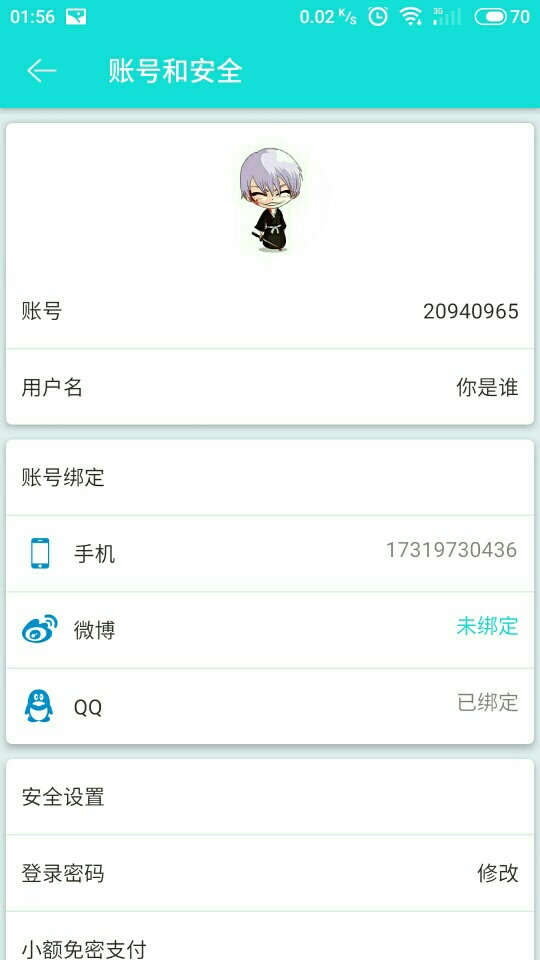 01:56 0.02 K/s 3G 70
账号和安全
账号 20940965
用户名 你是谁
账号绑定
手机 17319730436
微博 未绑定
QQ 已绑定
安全设置
登录密码 修改
小额免密支付